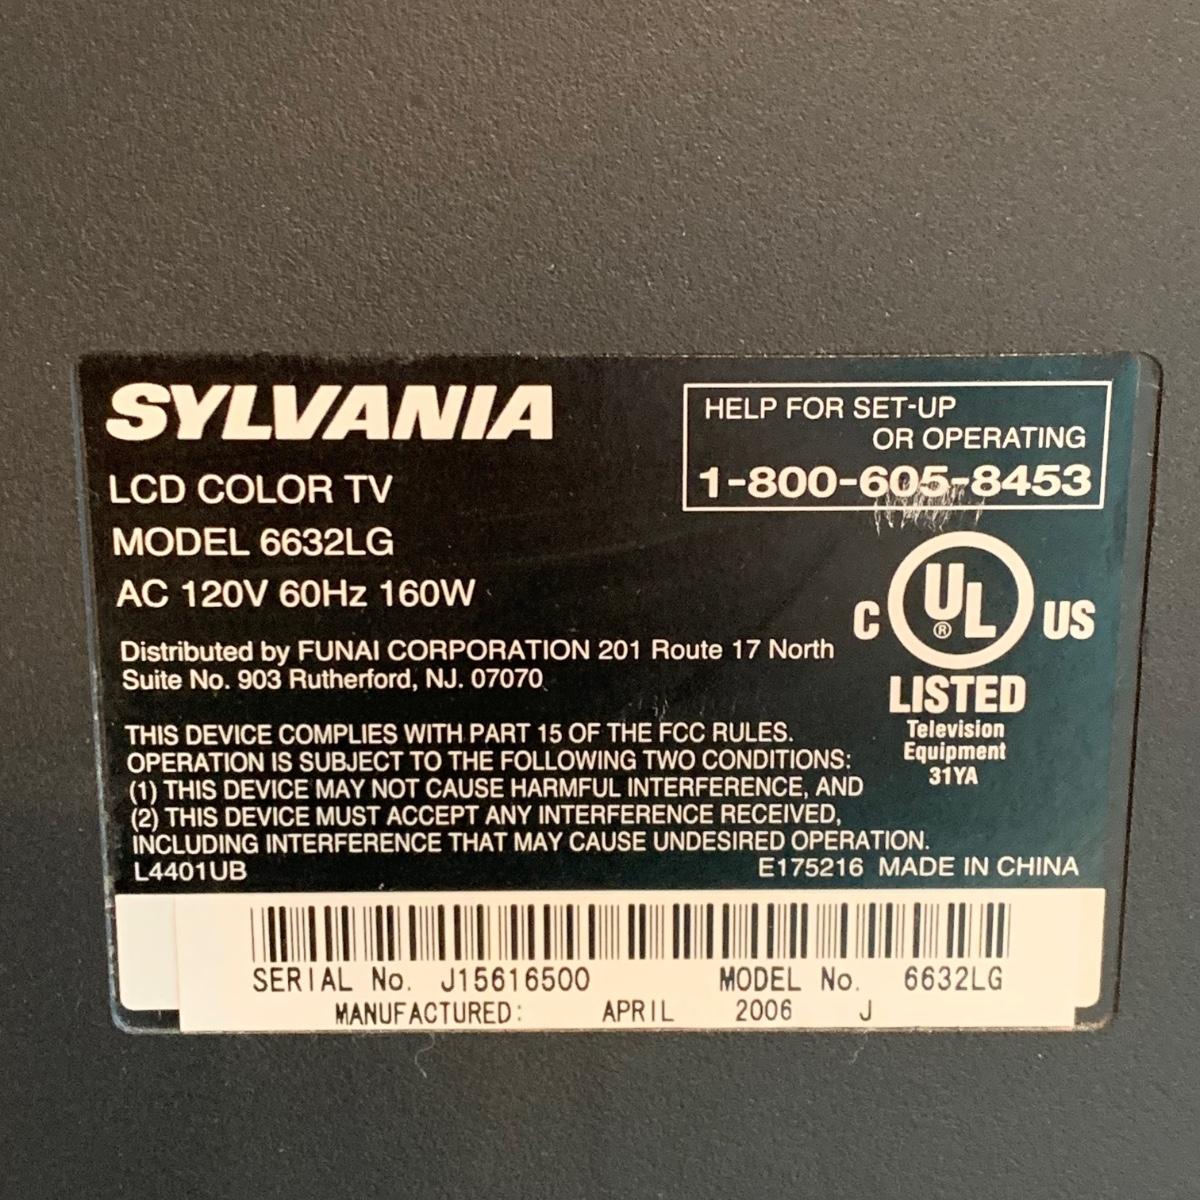 SYLVANIA
LCD COLOR TV
MODEL 6632LG
AC 120V 60Hz 160W
HELP FOR SET-UP
OR OPERATING
1-800-605-8453
C UL® US
LISTED
Television
Equipment
31YA
Distributed by FUNAI CORPORATION 201 Route 17 North
Suite No. 903 Rutherford, NJ. 07070
THIS DEVICE COMPLIES WITH PART 15 OF THE FCC RULES.
OPERATION IS SUBJECT TO THE FOLLOWING TWO CONDITIONS:
(1) THIS DEVICE MAY NOT CAUSE HARMFUL INTERFERENCE, AND
(2) THIS DEVICE MUST ACCEPT ANY INTERFERENCE RECEIVED,
INCLUDING INTERFERENCE THAT MAY CAUSE UNDESIRED OPERATION.
L4401UB E175216 MADE IN CHINA
SERIAL No. J15616500 MODEL No. 6632LG
MANUFACTURED: APRIL 2006 J